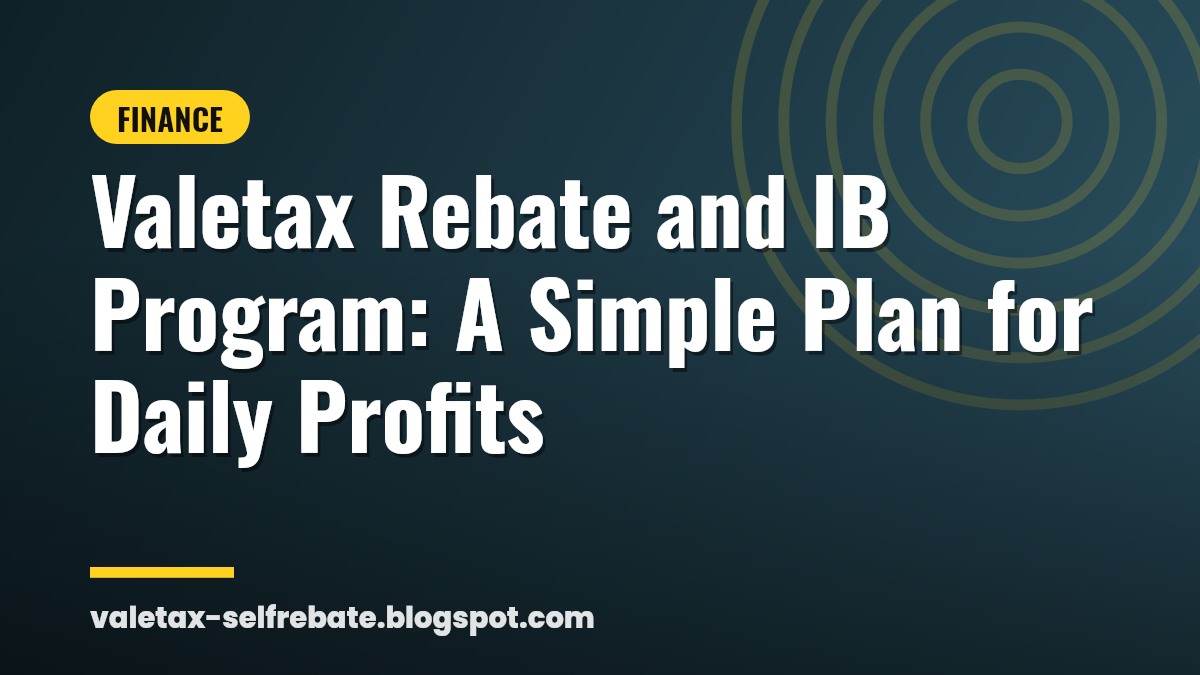 FINANCE
Valetax Rebate and IB
Program: A Simple Plan for
Daily Profits
valetax-selfrebate.blogspot.com